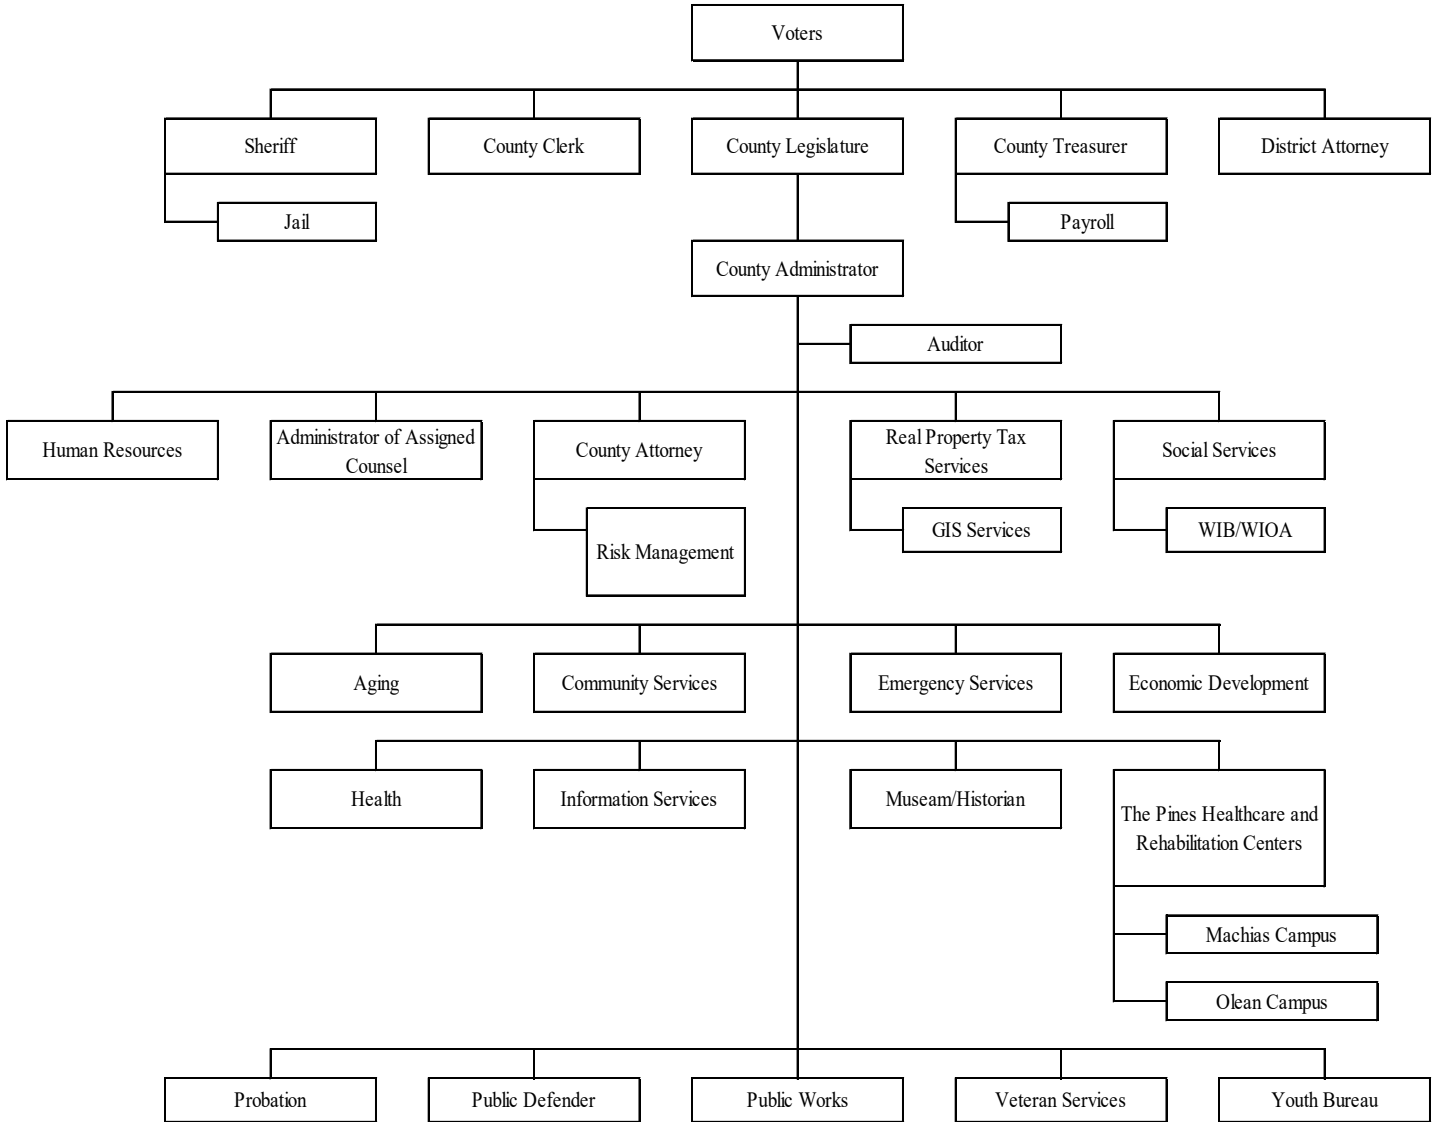 Voters
Sheriff
County Clerk
County Legislature
County Treasurer
District Attorney
Jail
Payroll
County Administrator
Auditor
Human Resources
Administrator of Assigned
Counsel
County Attorney
Real Property Tax
Services
Social Services
Risk Management
GIS Services
WIB/WIOA
Aging
Community Services
Emergency Services
Economic Development
Health
Information Services
Museam/Historian
The Pines Healthcare and
Rehabilitation Centers
Machias Campus
Olean Campus
Probation
Public Defender
Public Works
Veteran Services
Youth Bureau